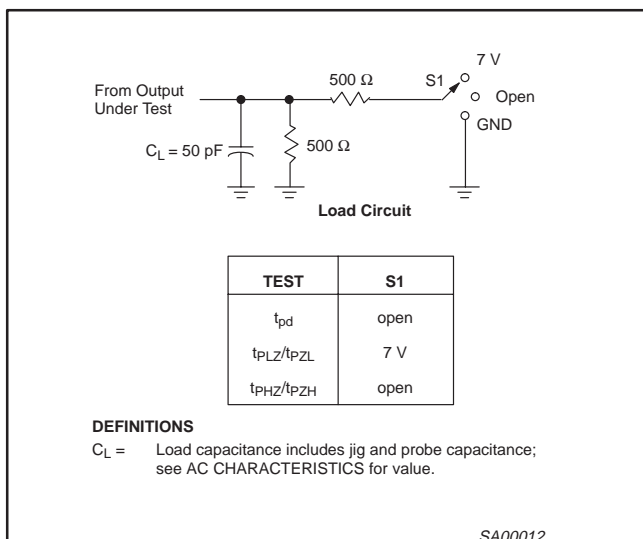 7 V
500 Ω
S1
From Output
Under Test
Open
GND
C_L = 50 pF
500 Ω
Load Circuit
TEST S1
t_pd open
t_PLZ/t_PZL 7 V
t_PHZ/t_PZH open
DEFINITIONS
C_L = Load capacitance includes jig and probe capacitance;
see AC CHARACTERISTICS for value.
SA00012